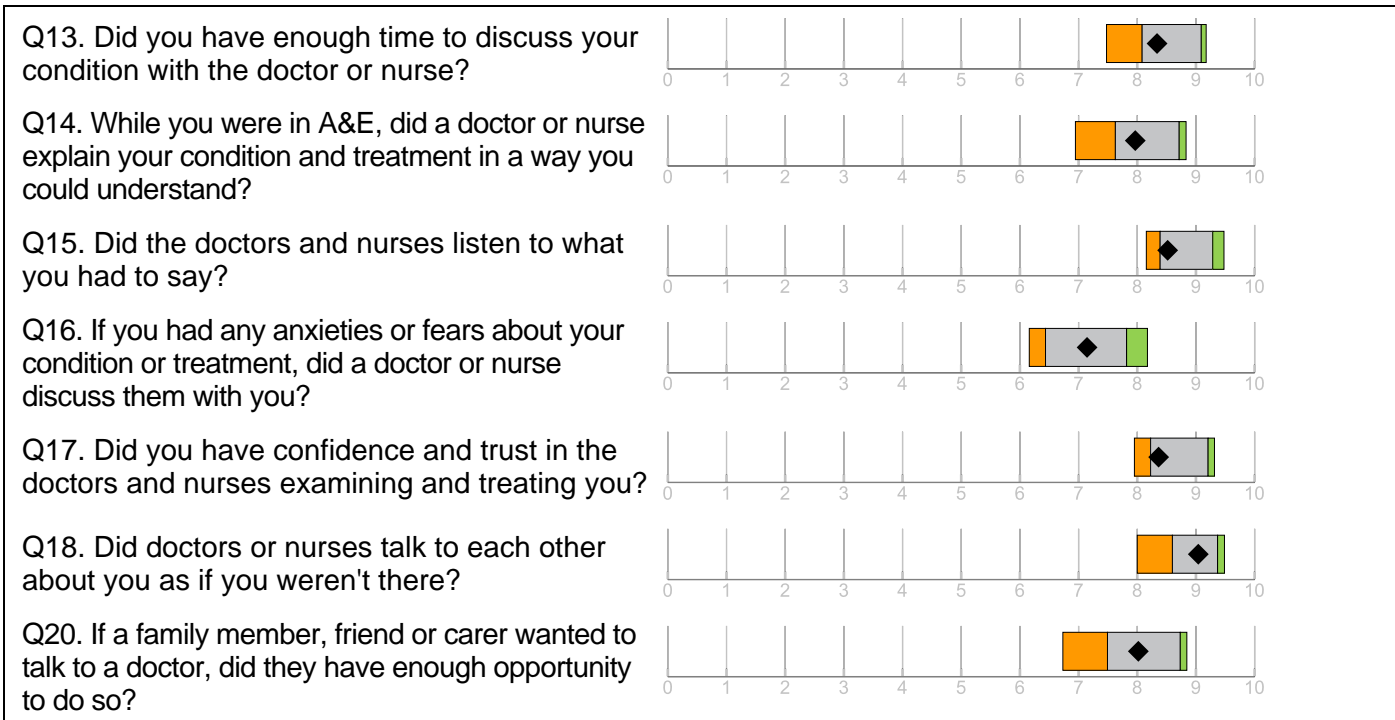 Q13. Did you have enough time to discuss your
condition with the doctor or nurse?
0 1 2 3 4 5 6 7 8 9 10
Q14. While you were in A&E, did a doctor or nurse
explain your condition and treatment in a way you
could understand?
0 1 2 3 4 5 6 7 8 9 10
Q15. Did the doctors and nurses listen to what
you had to say?
0 1 2 3 4 5 6 7 8 9 10
Q16. If you had any anxieties or fears about your
condition or treatment, did a doctor or nurse
discuss them with you?
0 1 2 3 4 5 6 7 8 9 10
Q17. Did you have confidence and trust in the
doctors and nurses examining and treating you?
0 1 2 3 4 5 6 7 8 9 10
Q18. Did doctors or nurses talk to each other
about you as if you weren't there?
0 1 2 3 4 5 6 7 8 9 10
Q20. If a family member, friend or carer wanted to
talk to a doctor, did they have enough opportunity
to do so?
0 1 2 3 4 5 6 7 8 9 10